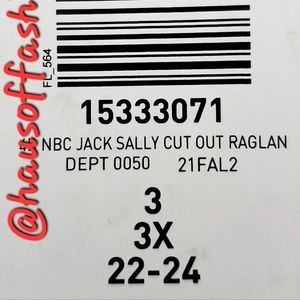 FL_564
15333071
NBC JACK SALLY CUT OUT RAGLAN
DEPT 0050 21FAL2
3
3X
22-24
@hausoffash